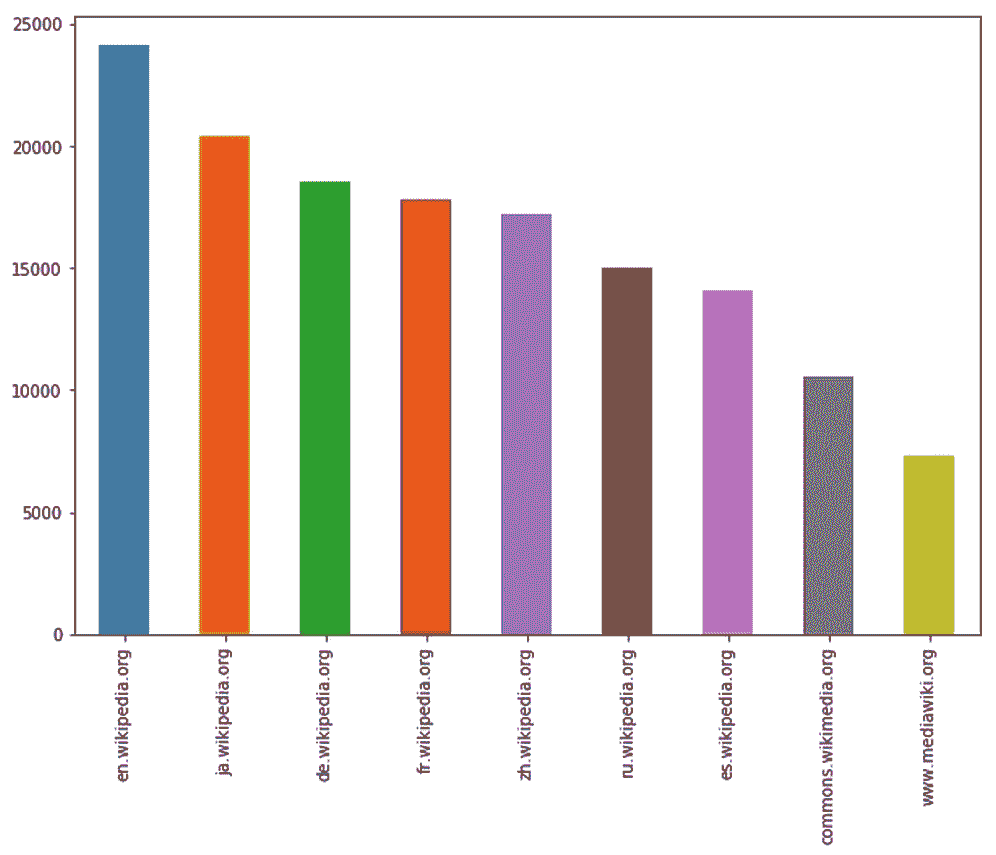 25000
20000
15000
10000
5000
0
en.wikipedia.org
ja.wikipedia.org
de.wikipedia.org
fr.wikipedia.org
zh.wikipedia.org
ru.wikipedia.org
es.wikipedia.org
commons.wikimedia.org
www.mediawiki.org